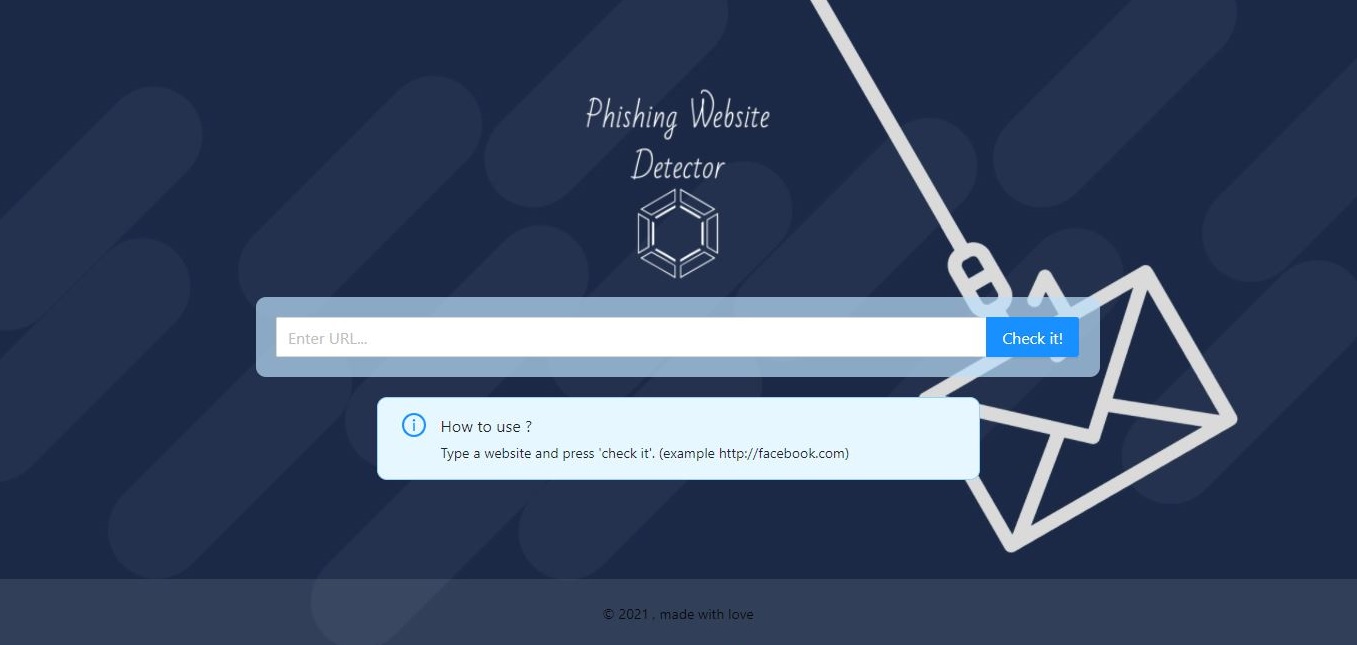 Phishing Website
Detector
Enter URL...
Check it!
How to use ?
Type a website and press 'check it'. (example http://facebook.com)
© 2021 , made with love